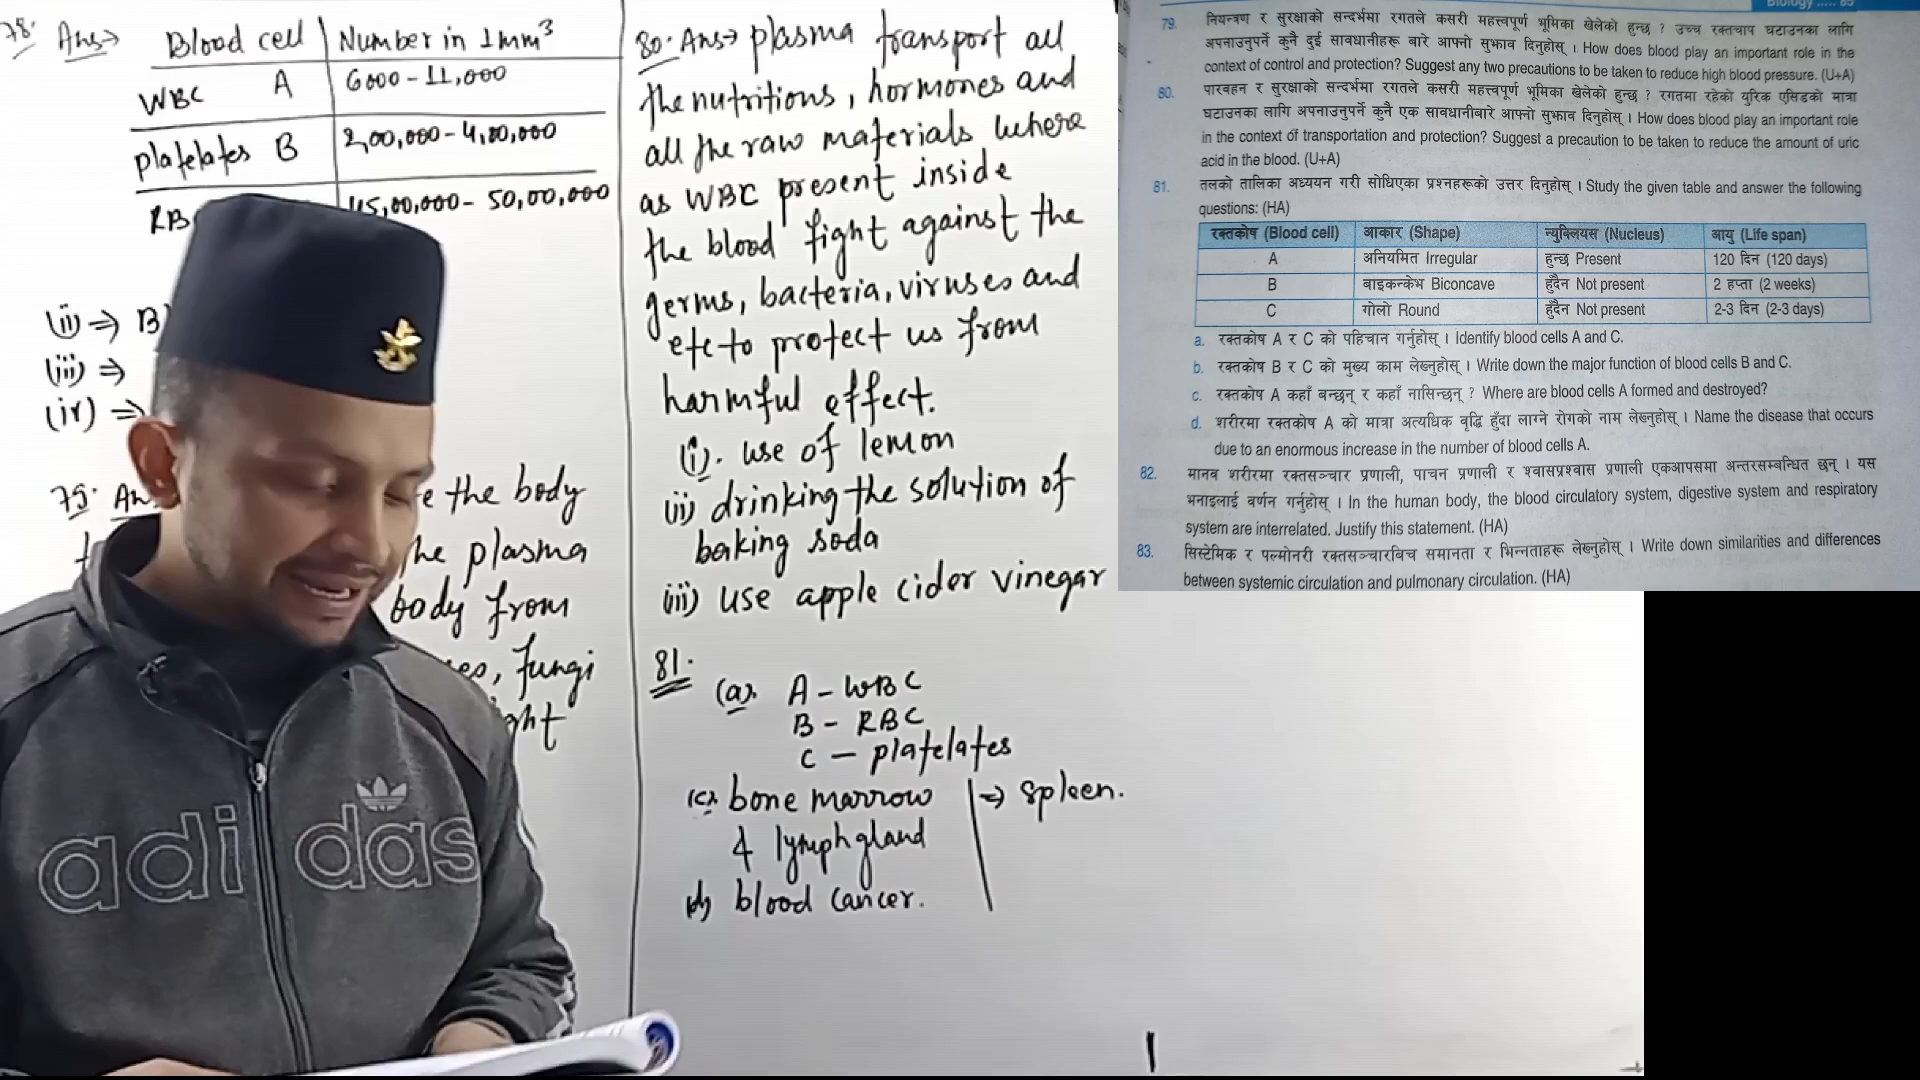 78. Ans→
Blood cell Number in 1mm³
WBC A 6000 - 11,000
platelates B 2,00,000 - 4,00,000
RB 45,00,000 - 50,00,000
(ii) ⇒ B
(iii) ⇒
(iv) ⇒
the body
the plasma
body from
fungi
adidas
80. Ans→ plasma transport all
the nutritions, hormones and
all the raw materials where
as WBC present inside
the blood fight against the
germs, bacteria, viruses and
etc to protect us from
harmful effect.
(i). use of lemon
(ii) drinking the solution of
baking soda
(iii) use apple cider vinegar
81.
(a). A - WBC
B - RBC
C - platelates
(c) bone marrow ⇒ spleen.
& lymph gland
(d) blood cancer.
Biology ..... 85
79. नियन्त्रण र सुरक्षाको सन्दर्भमा रगतले कसरी महत्त्वपूर्ण भूमिका खेलेको हुन्छ ? उच्च रक्तचाप घटाउनका लागि
अपनाउनुपर्ने कुनै दुई सावधानीहरू बारे आफ्नो सुझाव दिनुहोस् । How does blood play an important role in the
context of control and protection? Suggest any two precautions to be taken to reduce high blood pressure. (U+A)
80. पारवहन र सुरक्षाको सन्दर्भमा रगतले कसरी महत्त्वपूर्ण भूमिका खेलेको हुन्छ ? रगतमा रहेको युरिक एसिडको मात्रा
घटाउनका लागि अपनाउनुपर्ने कुनै एक सावधानीबारे आफ्नो सुझाव दिनुहोस् । How does blood play an important role
in the context of transportation and protection? Suggest a precaution to be taken to reduce the amount of uric
acid in the blood. (U+A)
81. तलको तालिका अध्ययन गरी सोधिएका प्रश्नहरूको उत्तर दिनुहोस् । Study the given table and answer the following
questions: (HA)
रक्तकोष (Blood cell) आकार (Shape) न्युक्लियस (Nucleus) आयु (Life span)
A अनियमित Irregular हुन्छ Present 120 दिन (120 days)
B बाइकन्केभ Biconcave हुँदैन Not present 2 हप्ता (2 weeks)
C गोलो Round हुँदैन Not present 2-3 दिन (2-3 days)
a. रक्तकोष A र C को पहिचान गर्नुहोस् । Identify blood cells A and C.
b. रक्तकोष B र C को मुख्य काम लेख्नुहोस् । Write down the major function of blood cells B and C.
c. रक्तकोष A कहाँ बन्छन् र कहाँ नासिन्छन् ? Where are blood cells A formed and destroyed?
d. शरीरमा रक्तकोष A को मात्रा अत्यधिक वृद्धि हुँदा लाग्ने रोगको नाम लेख्नुहोस् । Name the disease that occurs
due to an enormous increase in the number of blood cells A.
82. मानव शरीरमा रक्तसञ्चार प्रणाली, पाचन प्रणाली र श्वासप्रश्वास प्रणाली एकआपसमा अन्तरसम्बन्धित छन् । यस
भनाइलाई वर्णन गर्नुहोस् । In the human body, the blood circulatory system, digestive system and respiratory
system are interrelated. Justify this statement. (HA)
83. सिस्टेमिक र पल्मोनरी रक्तसञ्चारबिच समानता र भिन्नताहरू लेख्नुहोस् । Write down similarities and differences
between systemic circulation and pulmonary circulation. (HA)